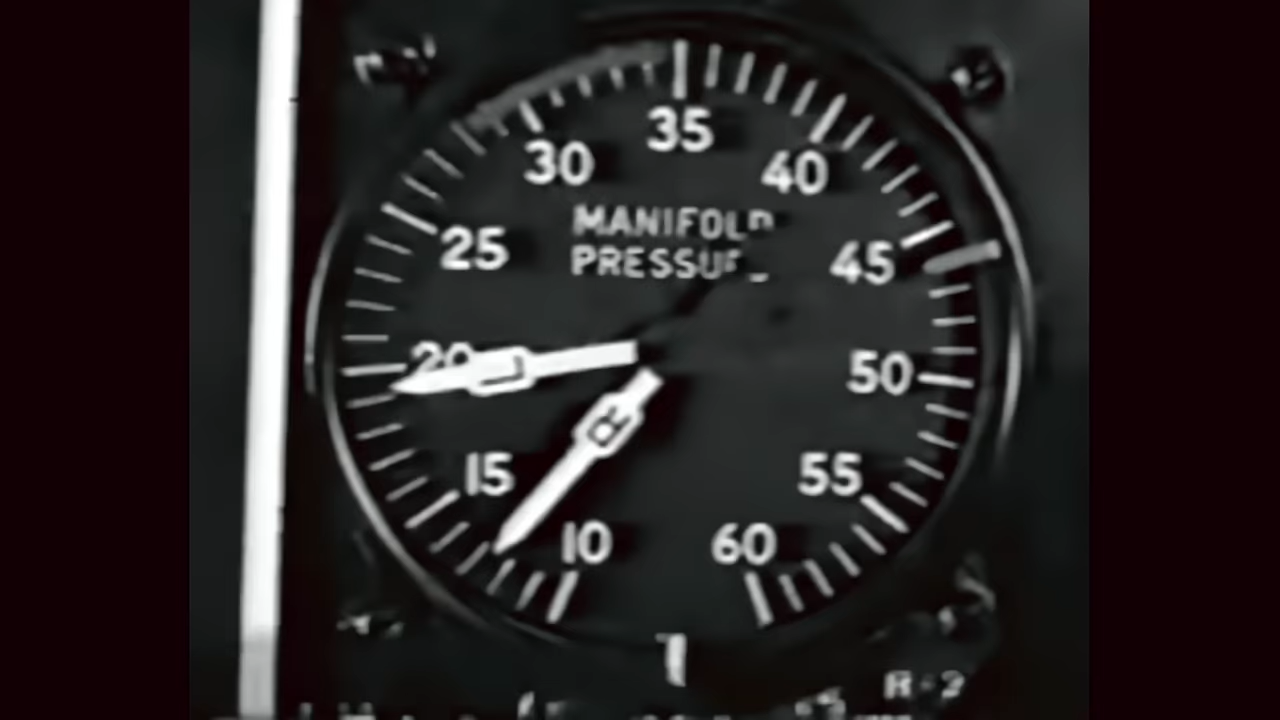 35
30 40
MANIFOLD
PRESSURE
25 45
20 L 50
R
15 55
10 60
R-2